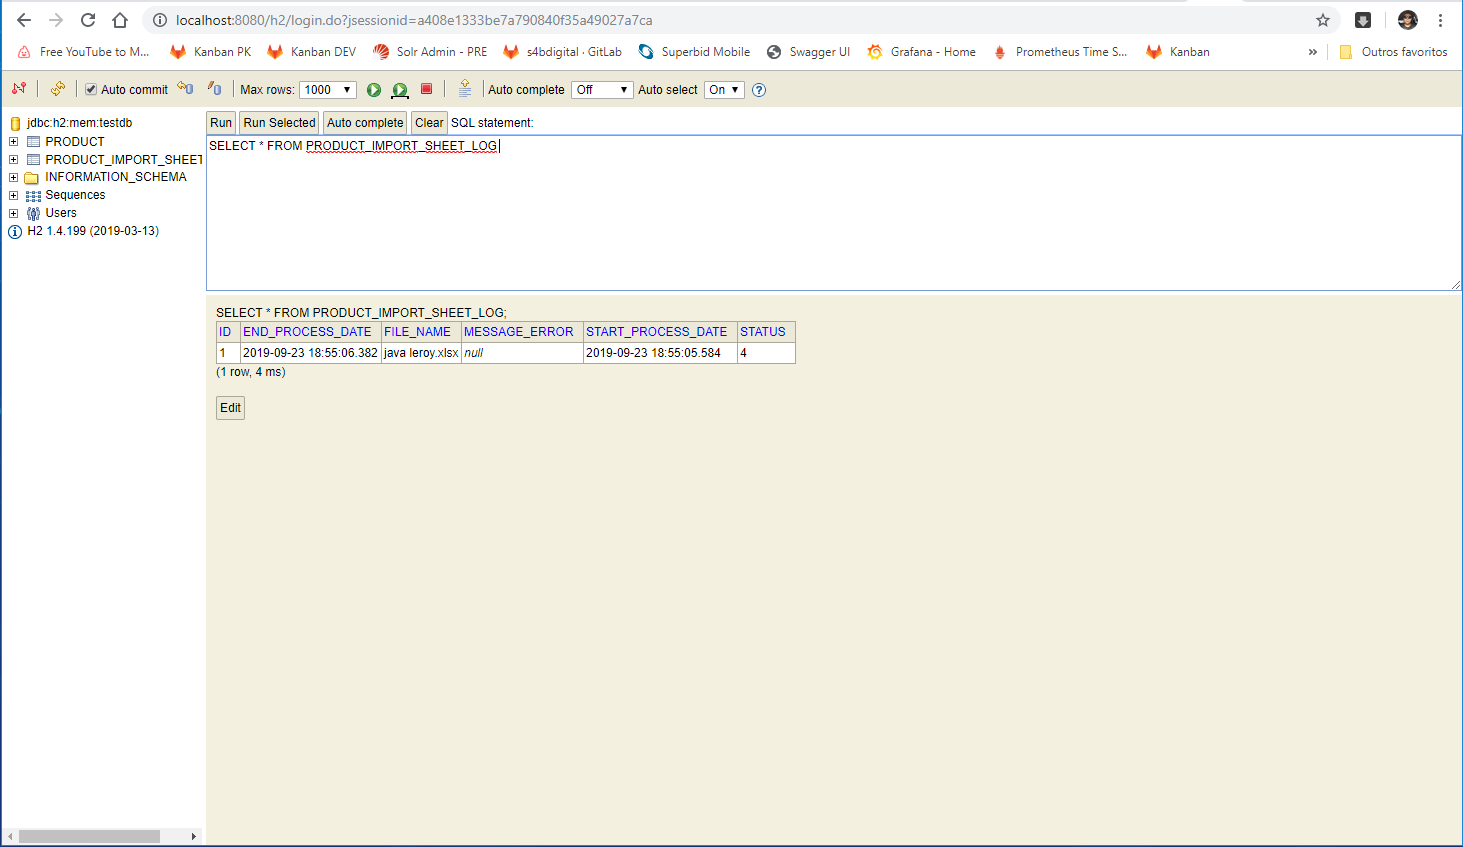 localhost:8080/h2/login.do?jsessionid=a408e1333be7a790840f35a49027a7ca
Free YouTube to M... Kanban PK Kanban DEV Solr Admin - PRE s4bdigital · GitLab Superbid Mobile Swagger UI Grafana - Home Prometheus Time S... Kanban » Outros favoritos
Auto commit Max rows: 1000 Auto complete Off Auto select On ?
jdbc:h2:mem:testdb
PRODUCT
PRODUCT_IMPORT_SHEET
INFORMATION_SCHEMA
Sequences
Users
H2 1.4.199 (2019-03-13)
Run Run Selected Auto complete Clear SQL statement:
SELECT * FROM PRODUCT_IMPORT_SHEET_LOG
SELECT * FROM PRODUCT_IMPORT_SHEET_LOG;
ID END_PROCESS_DATE FILE_NAME MESSAGE_ERROR START_PROCESS_DATE STATUS
1 2019-09-23 18:55:06.382 java leroy.xlsx null 2019-09-23 18:55:05.584 4
(1 row, 4 ms)
Edit